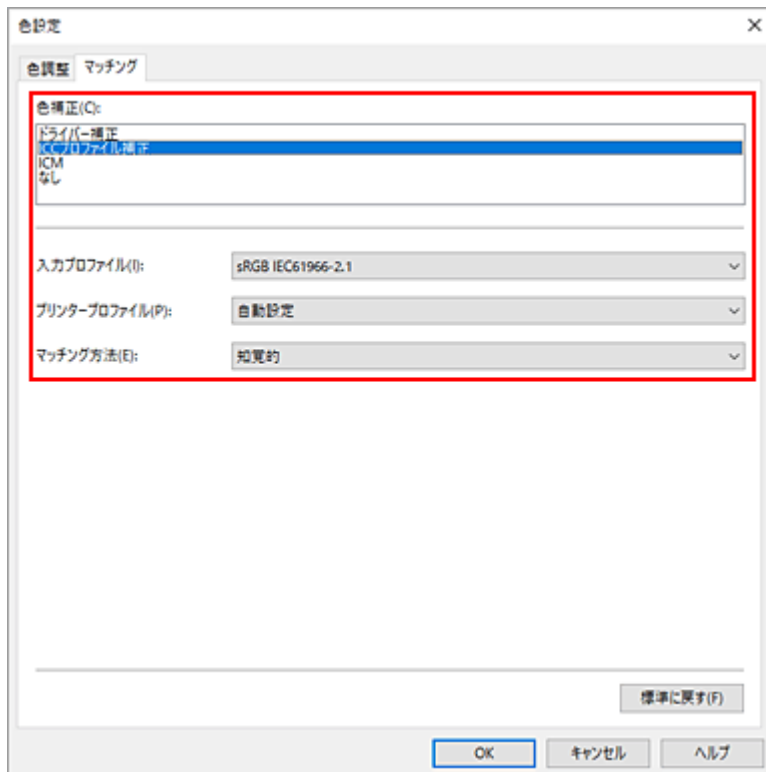 色設定
色調整 マッチング
色補正(C):
ドライバー補正
ICCプロファイル補正
ICM
なし
入力プロファイル(I): sRGB IEC61966-2.1
プリンタープロファイル(P): 自動設定
マッチング方法(E): 知覚的
標準に戻す(F)
OK キャンセル ヘルプ